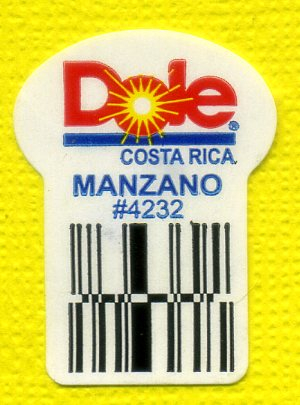 Dole®
COSTA RICA
MANZANO
#4232